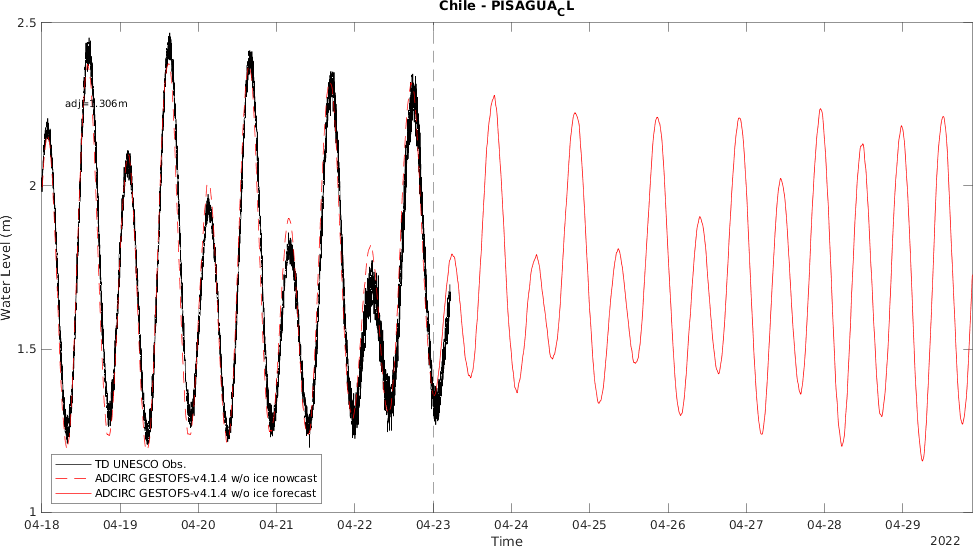 Chile - PISAGUA_CL
2.5
adj=1.306m
2
Water Level (m)
1.5
TD UNESCO Obs.
ADCIRC GESTOFS-v4.1.4 w/o ice nowcast
ADCIRC GESTOFS-v4.1.4 w/o ice forecast
1
04-18 04-19 04-20 04-21 04-22 04-23 04-24 04-25 04-26 04-27 04-28 04-29
Time
2022